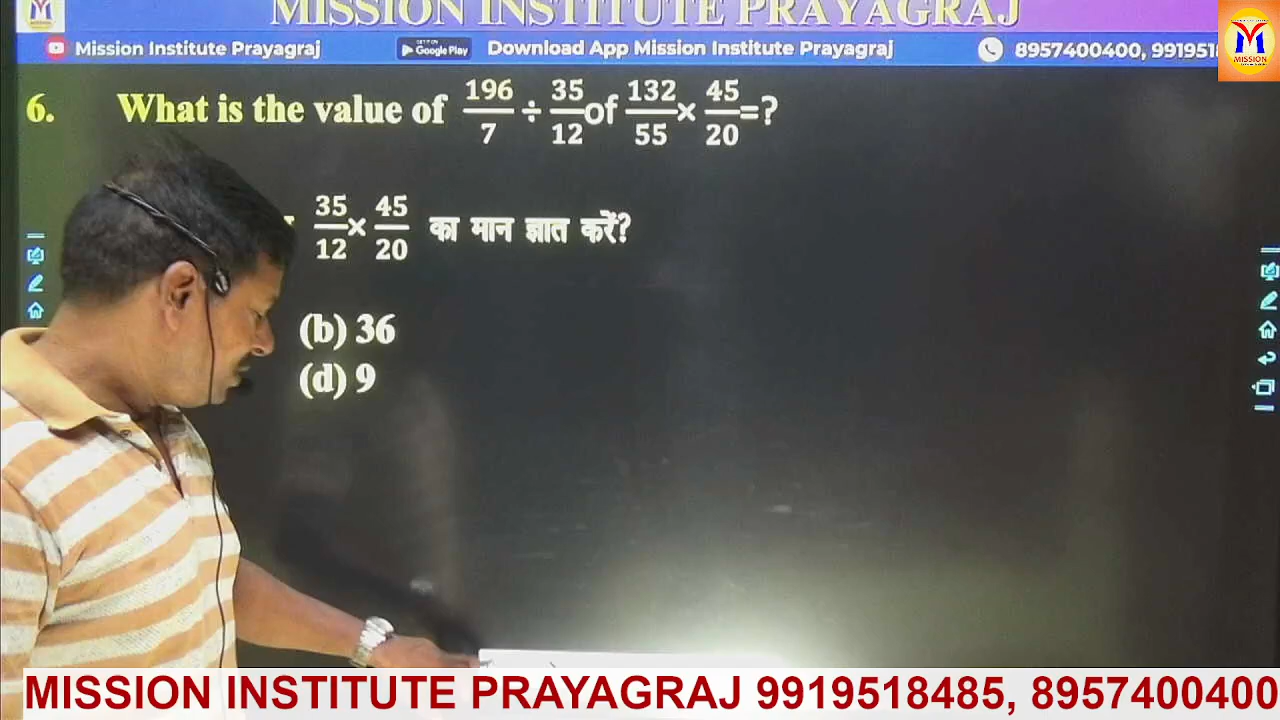 MISSION INSTITUTE PRAYAGRAJ
Mission Institute Prayagraj GET IT ON Google Play Download App Mission Institute Prayagraj 8957400400, 991951
MISSION
6. What is the value of 196/7 ÷ 35/12 of 132/55 × 45/20 = ?
35/12 × 45/20 का मान ज्ञात करें?
(b) 36
(d) 9
MISSION INSTITUTE PRAYAGRAJ 9919518485, 8957400400